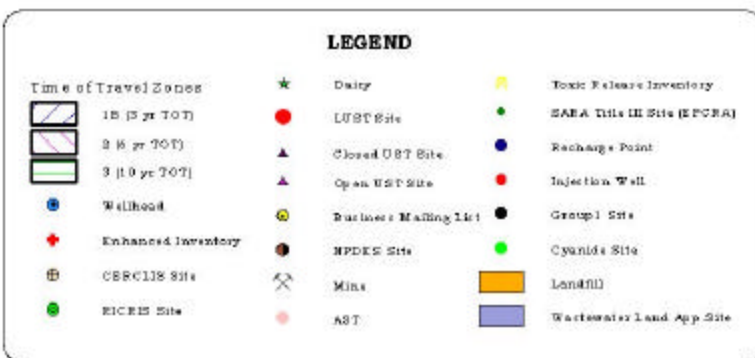 LEGEND
Time of Travel Zones
1B (3 yr TOT)
2 (6 yr TOT)
3 (10 yr TOT)
Wellhead
Enhanced Inventory
CERCLIS Site
RICRIS Site
Dairy
LUST Site
Closed UST Site
Open UST Site
Business Mailing List
NPDES Site
Mine
AST
Toxic Release Inventory
SARA Title III Site (EPCRA)
Recharge Point
Injection Well
Group1 Site
Cyanide Site
Landfill
Wastewater Land App. Site